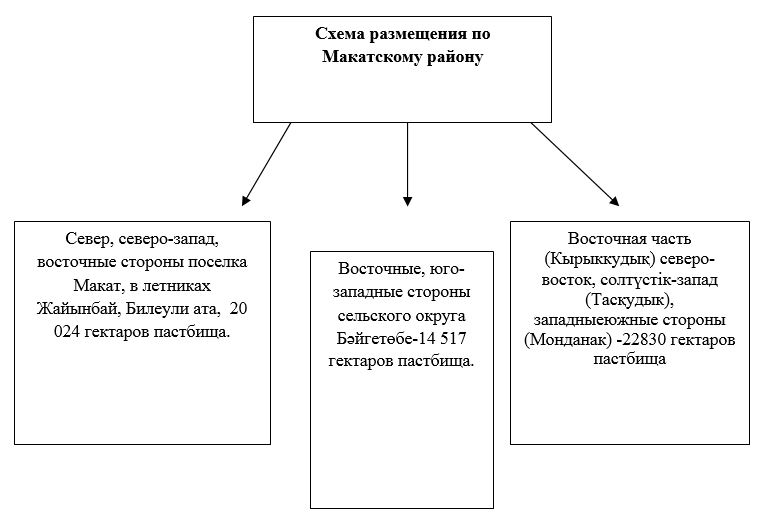 Схема размещения по
Макатскому району
Север, северо-запад,
восточные стороны поселка
Макат, в летниках
Жайынбай, Билеули ата,  20
024 гектаров пастбища.
Восточные, юго-
западные стороны
сельского округа
Бәйгетөбе-14 517
гектаров пастбища.
Восточная часть
(Кырыккудық) северо-
восток, солтүстік-запад
(Тасқудык),
западныеюжные стороны
(Монданак) -22830 гектаров
пастбища